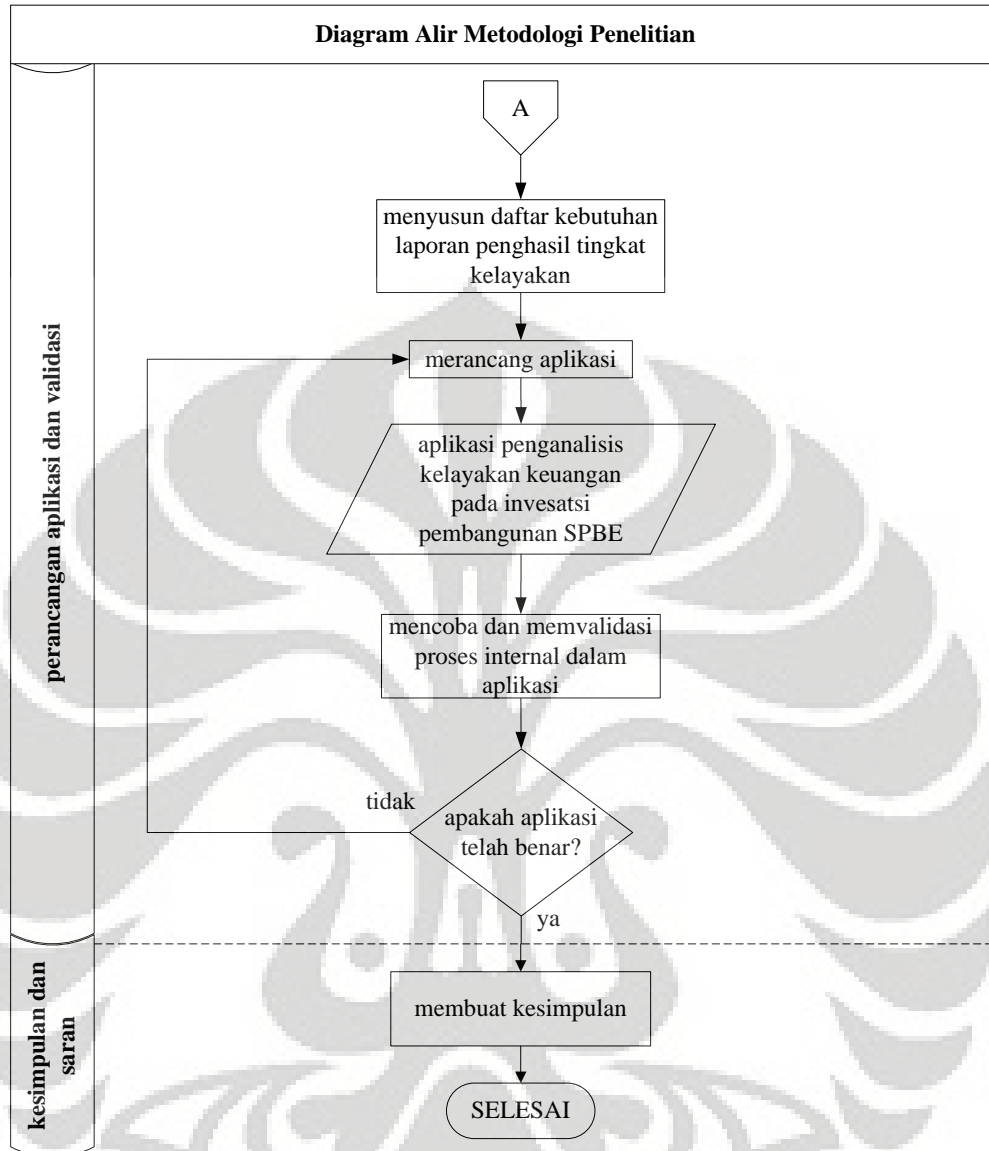 Diagram Alir Metodologi Penelitian
perancangan aplikasi dan validasi
A
menyusun daftar kebutuhan
laporan penghasil tingkat
kelayakan
merancang aplikasi
aplikasi penganalisis
kelayakan keuangan
pada invesatsi
pembangunan SPBE
mencoba dan memvalidasi
proses internal dalam
aplikasi
tidak
apakah aplikasi
telah benar?
ya
kesimpulan dan
saran
membuat kesimpulan
SELESAI